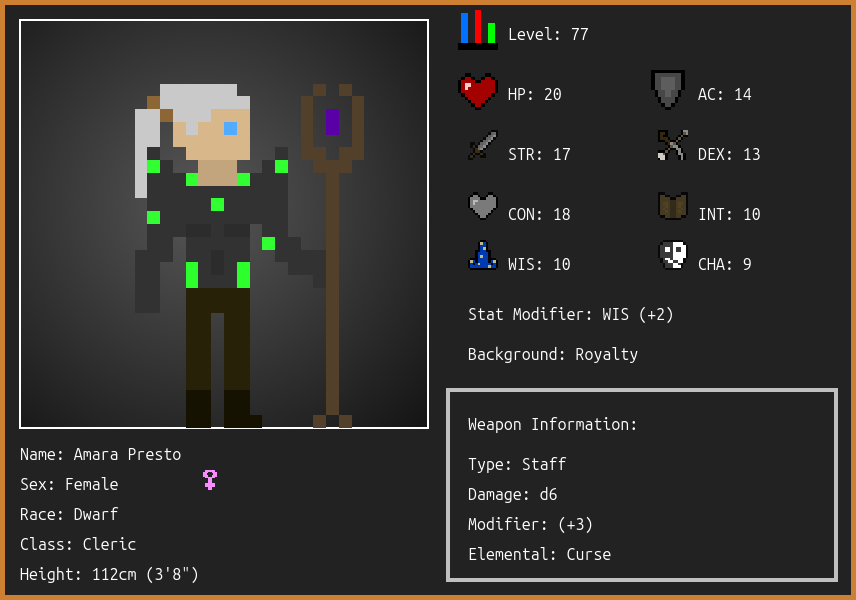 Level: 77
HP: 20
AC: 14
STR: 17
DEX: 13
CON: 18
INT: 10
WIS: 10
CHA: 9
Stat Modifier: WIS (+2)
Background: Royalty
Weapon Information:
Type: Staff
Damage: d6
Modifier: (+3)
Elemental: Curse
Name: Amara Presto
Sex: Female
Race: Dwarf
Class: Cleric
Height: 112cm (3'8")